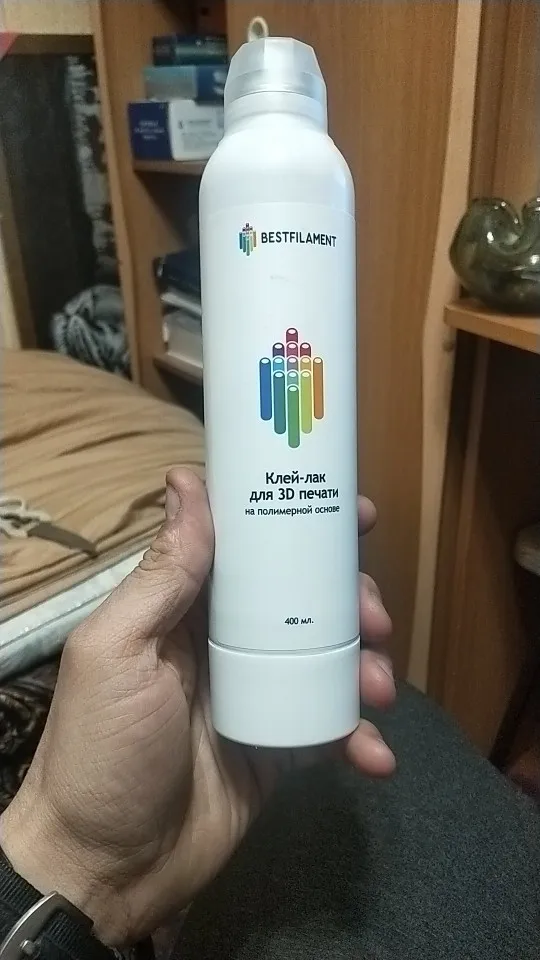 BESTFILAMENT
Клей-лак
для 3D печати
на полимерной основе
400 мл.